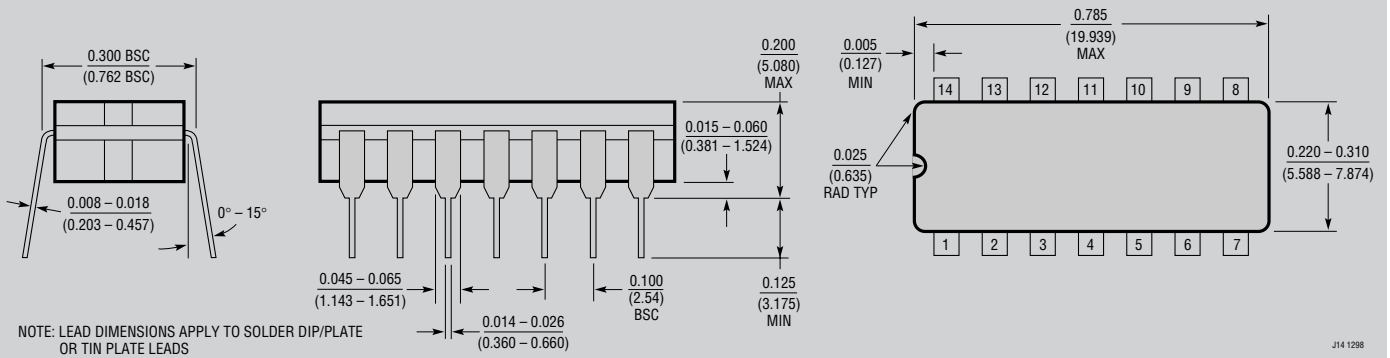 0.300 BSC
(0.762 BSC)
0.008 – 0.018
(0.203 – 0.457)
0° – 15°
NOTE: LEAD DIMENSIONS APPLY TO SOLDER DIP/PLATE
OR TIN PLATE LEADS
0.200
(5.080)
MAX
0.015 – 0.060
(0.381 – 1.524)
0.045 – 0.065
(1.143 – 1.651)
0.014 – 0.026
(0.360 – 0.660)
0.100
(2.54)
BSC
0.125
(3.175)
MIN
0.785
(19.939)
MAX
0.005
(0.127)
MIN
14 13 12 11 10 9 8
0.025
(0.635)
RAD TYP
0.220 – 0.310
(5.588 – 7.874)
1 2 3 4 5 6 7
J14 1298